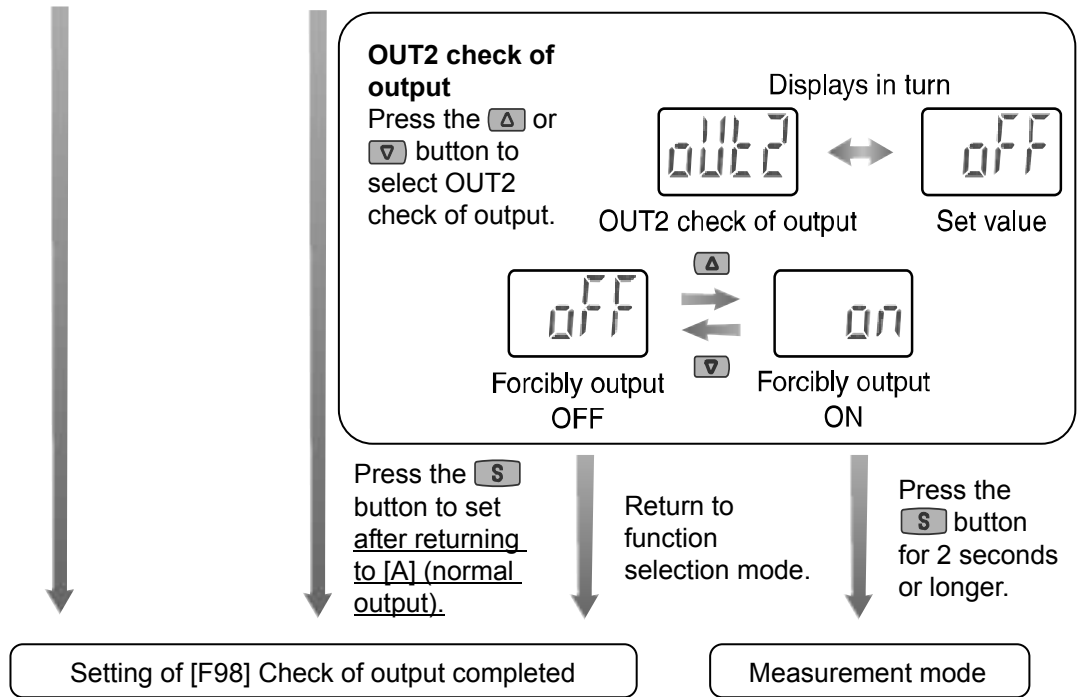 OUT2 check of
output
Press the △ or
▽ button to
select OUT2
check of output.
Displays in turn
oUt2
oFF
OUT2 check of output
Set value
△
oFF
on
▽
Forcibly output
OFF
Forcibly output
ON
Press the S
button to set
after returning
to [A] (normal
output).
Return to
function
selection mode.
Press the
S button
for 2 seconds
or longer.
Setting of [F98] Check of output completed
Measurement mode